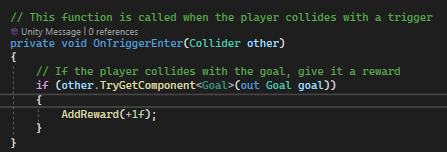 // This function is called when the player collides with a trigger
Unity Message | 0 references
private void OnTriggerEnter(Collider other)
{
    // If the player collides with the goal, give it a reward
    if (other.TryGetComponent<Goal>(out Goal goal))
    {
        AddReward(+1f);
    }
}